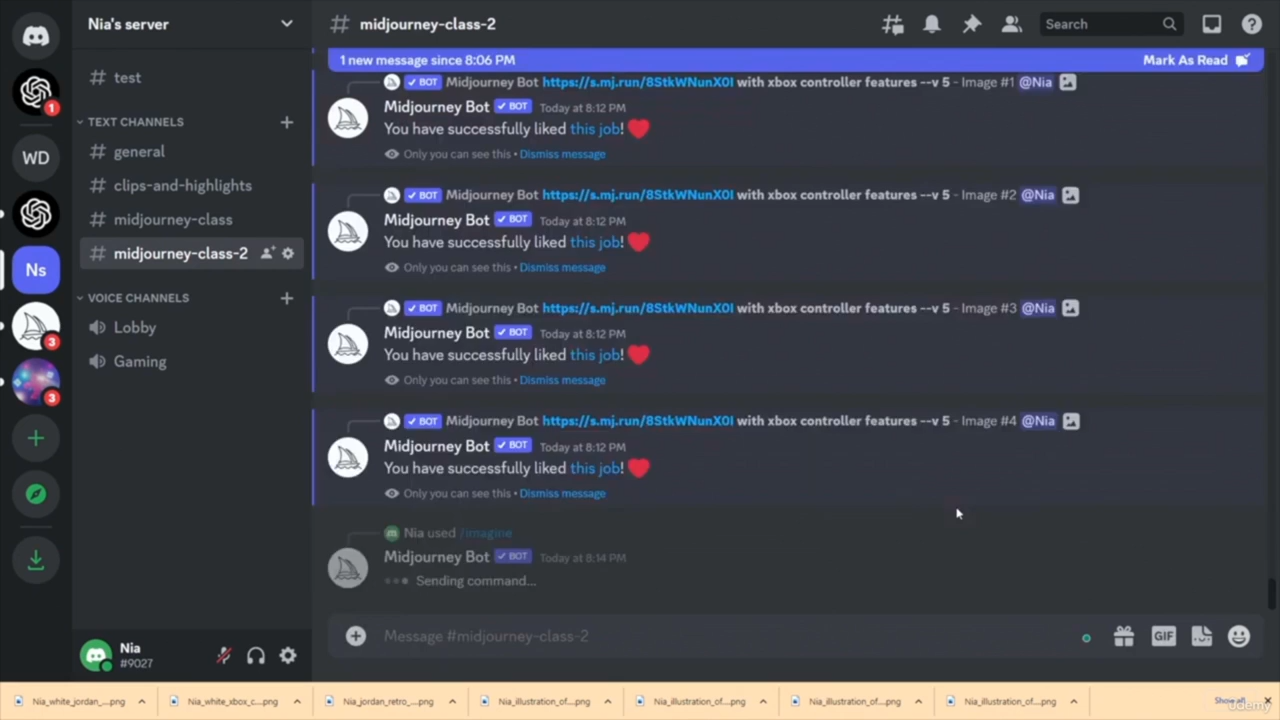 Nia's server
# midjourney-class-2
Search
1 new message since 8:06 PM
Mark As Read
1
WD
Ns
3
3
# test
TEXT CHANNELS
# general
# clips-and-highlights
# midjourney-class
# midjourney-class-2
VOICE CHANNELS
Lobby
Gaming
Nia
#9027
✓ BOT Midjourney Bot https://s.mj.run/8StkWNunX0I with xbox controller features --v 5 - Image #1 @Nia
Midjourney Bot ✓ BOT Today at 8:12 PM
You have successfully liked this job! ❤️
Only you can see this • Dismiss message
✓ BOT Midjourney Bot https://s.mj.run/8StkWNunX0I with xbox controller features --v 5 - Image #2 @Nia
Midjourney Bot ✓ BOT Today at 8:12 PM
You have successfully liked this job! ❤️
Only you can see this • Dismiss message
✓ BOT Midjourney Bot https://s.mj.run/8StkWNunX0I with xbox controller features --v 5 - Image #3 @Nia
Midjourney Bot ✓ BOT Today at 8:12 PM
You have successfully liked this job! ❤️
Only you can see this • Dismiss message
✓ BOT Midjourney Bot https://s.mj.run/8StkWNunX0I with xbox controller features --v 5 - Image #4 @Nia
Midjourney Bot ✓ BOT Today at 8:12 PM
You have successfully liked this job! ❤️
Only you can see this • Dismiss message
Nia used /imagine
Midjourney Bot ✓ BOT Today at 8:14 PM
Sending command...
Message #midjourney-class-2
GIF
Nia_white_jordan_....png
Nia_white_xbox_c....png
Nia_jordan_retro_....png
Nia_illustration_of....png
Nia_illustration_of....png
Nia_illustration_of....png
Nia_illustration_of....png
Show all
udemy